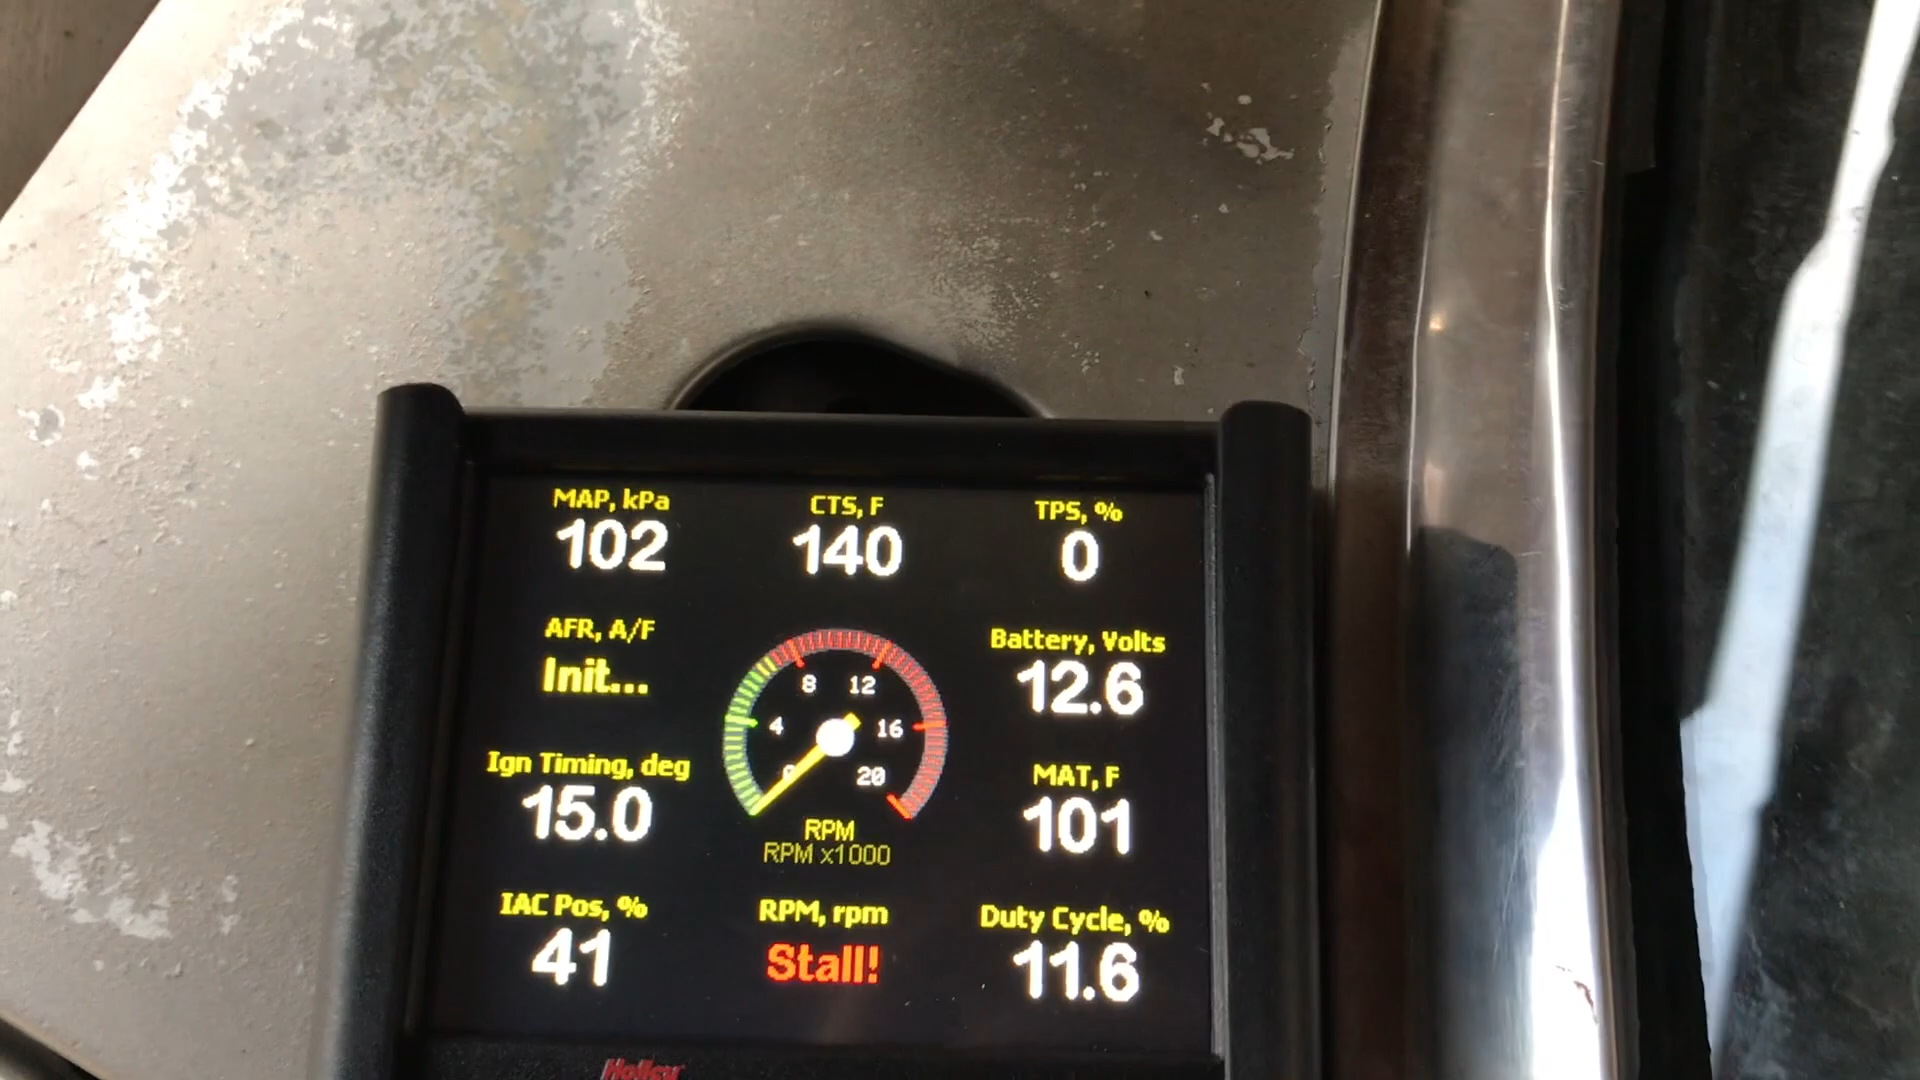 MAP, kPa
102
CTS, F
140
TPS, %
0
AFR, A/F
Init...
8
12
4
16
0
20
RPM
RPM x1000
Battery, Volts
12.6
Ign Timing, deg
15.0
MAT, F
101
IAC Pos, %
41
RPM, rpm
Stall!
Duty Cycle, %
11.6
Holley